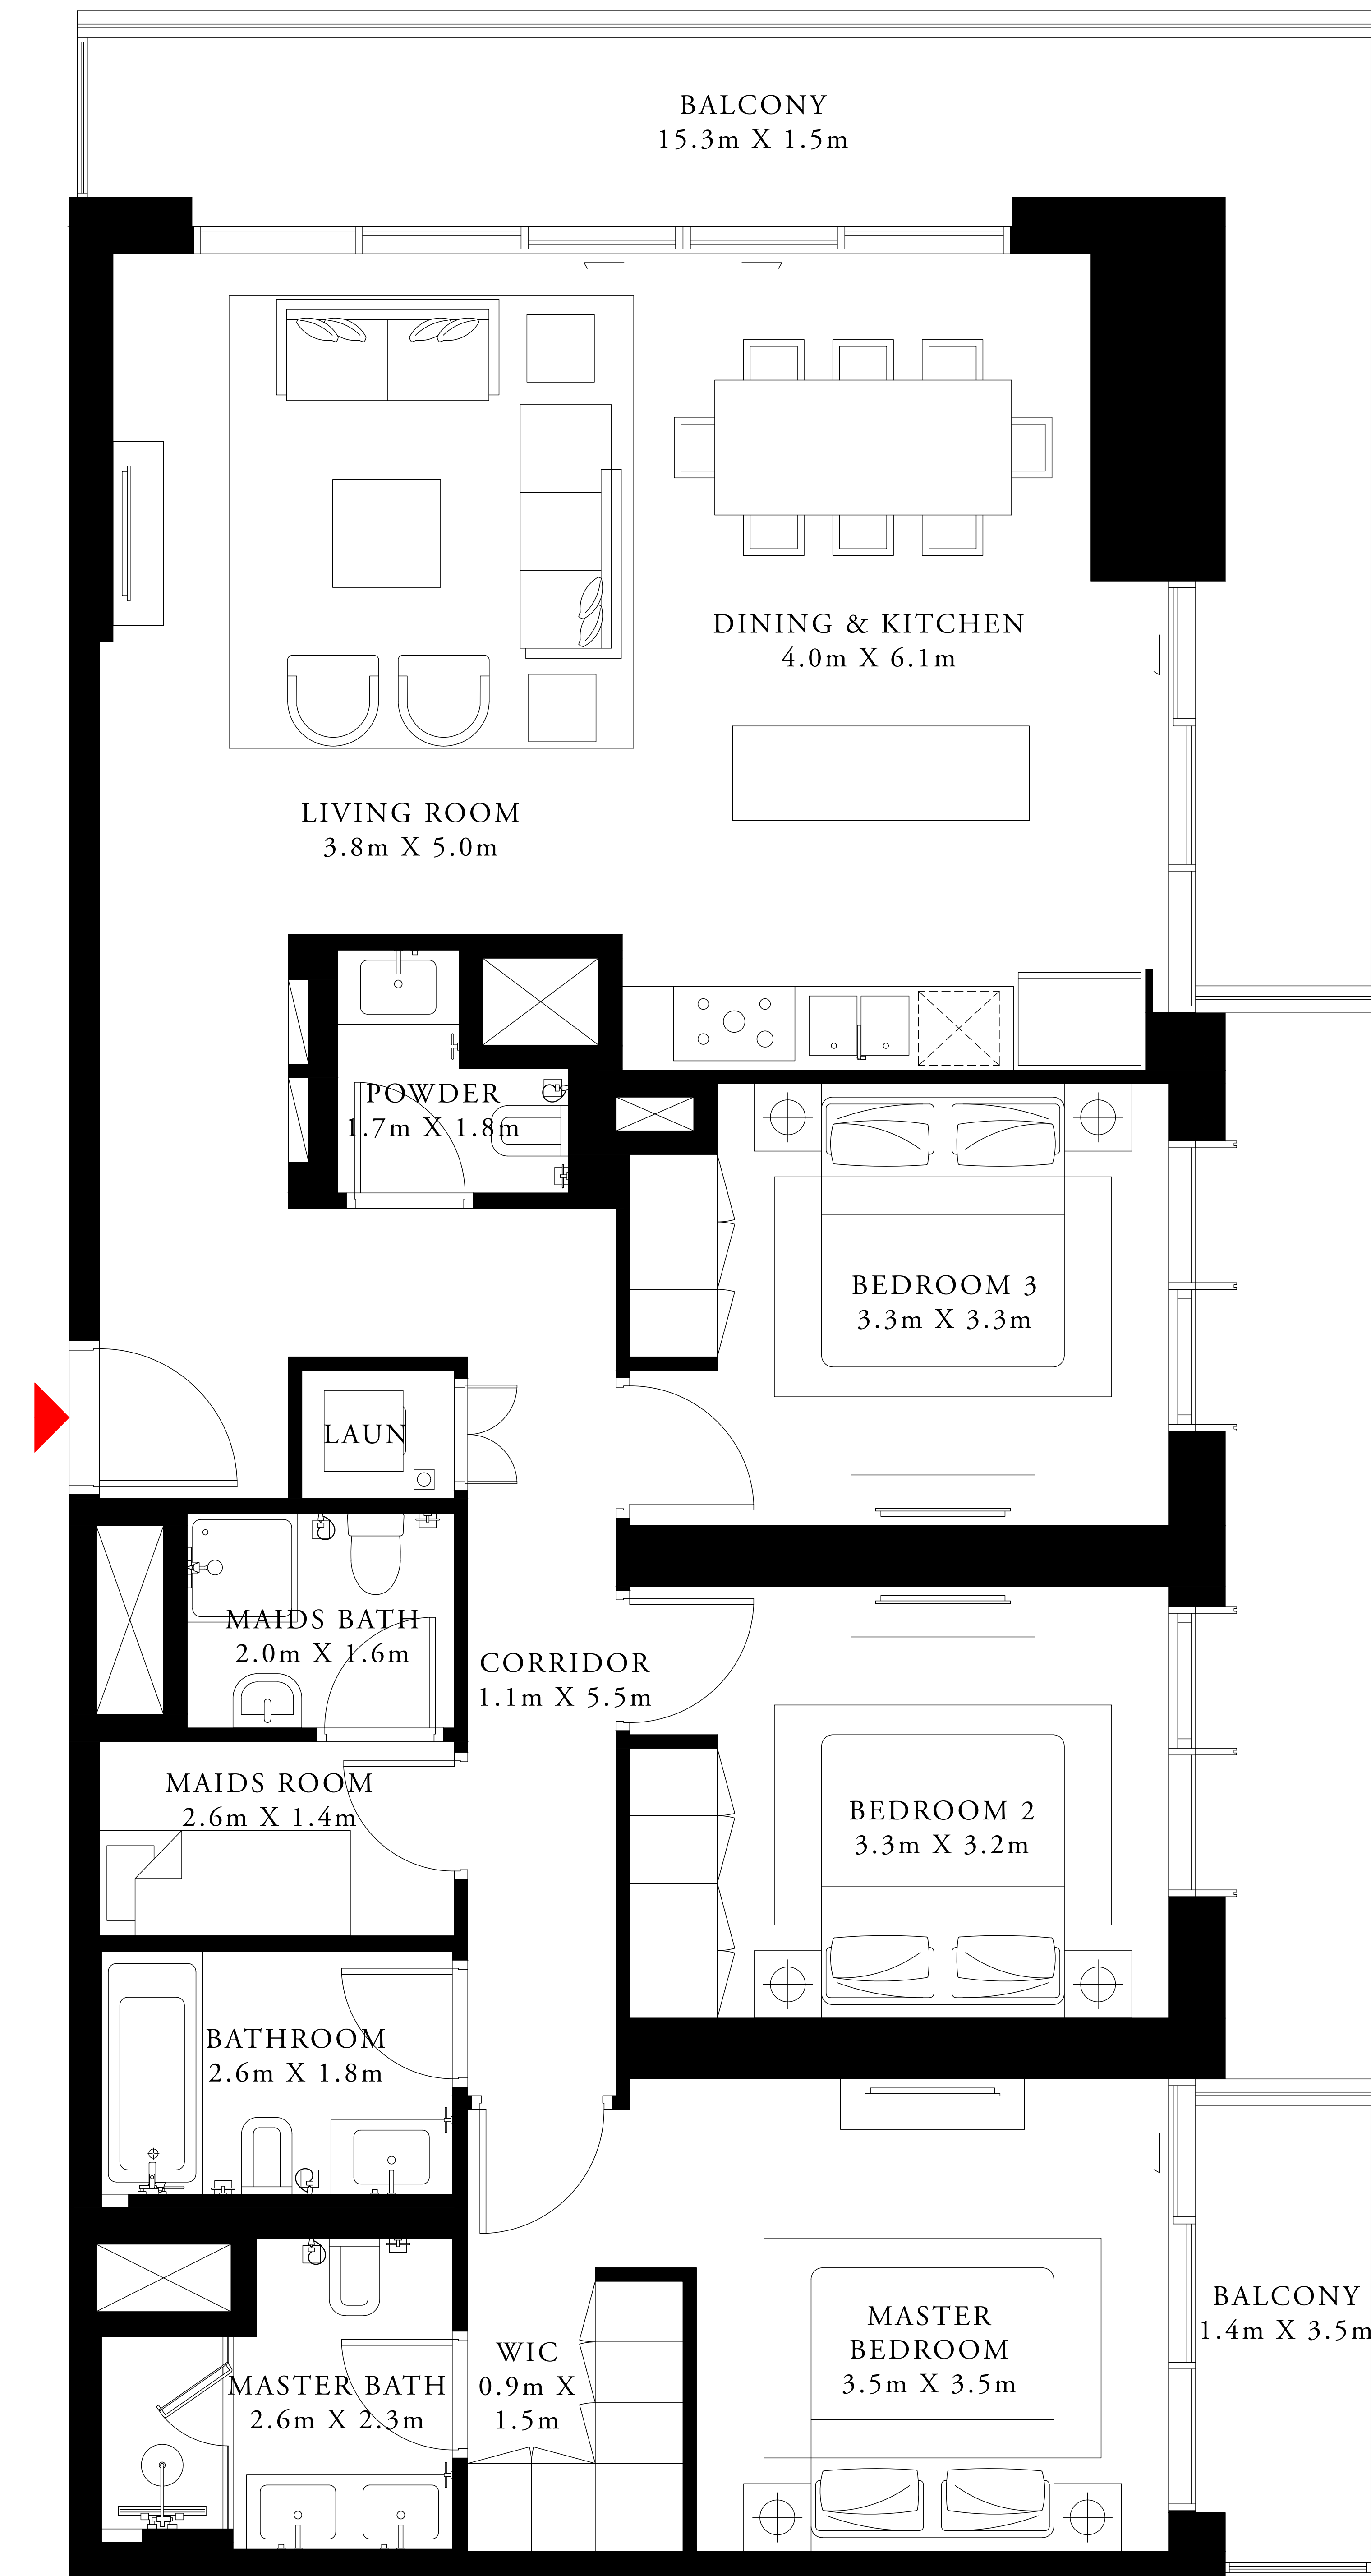 BALCONY
15.3m X 1.5m
DINING & KITCHEN
4.0m X 6.1m
LIVING ROOM
3.8m X 5.0m
POWDER
1.7m X 1.8m
BEDROOM 3
3.3m X 3.3m
LAUN
MAIDS BATH
2.0m X 1.6m
CORRIDOR
1.1m X 5.5m
MAIDS ROOM
2.6m X 1.4m
BEDROOM 2
3.3m X 3.2m
BATHROOM
2.6m X 1.8m
MASTER
BEDROOM
3.5m X 3.5m
BALCONY
1.4m X 3.5m
WIC
0.9m X
1.5m
MASTER BATH
2.6m X 2.3m